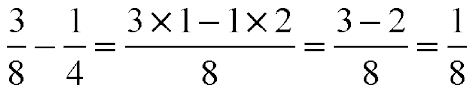 3/8 − 1/4 = (3×1−1×2)/8 = (3−2)/8 = 1/8